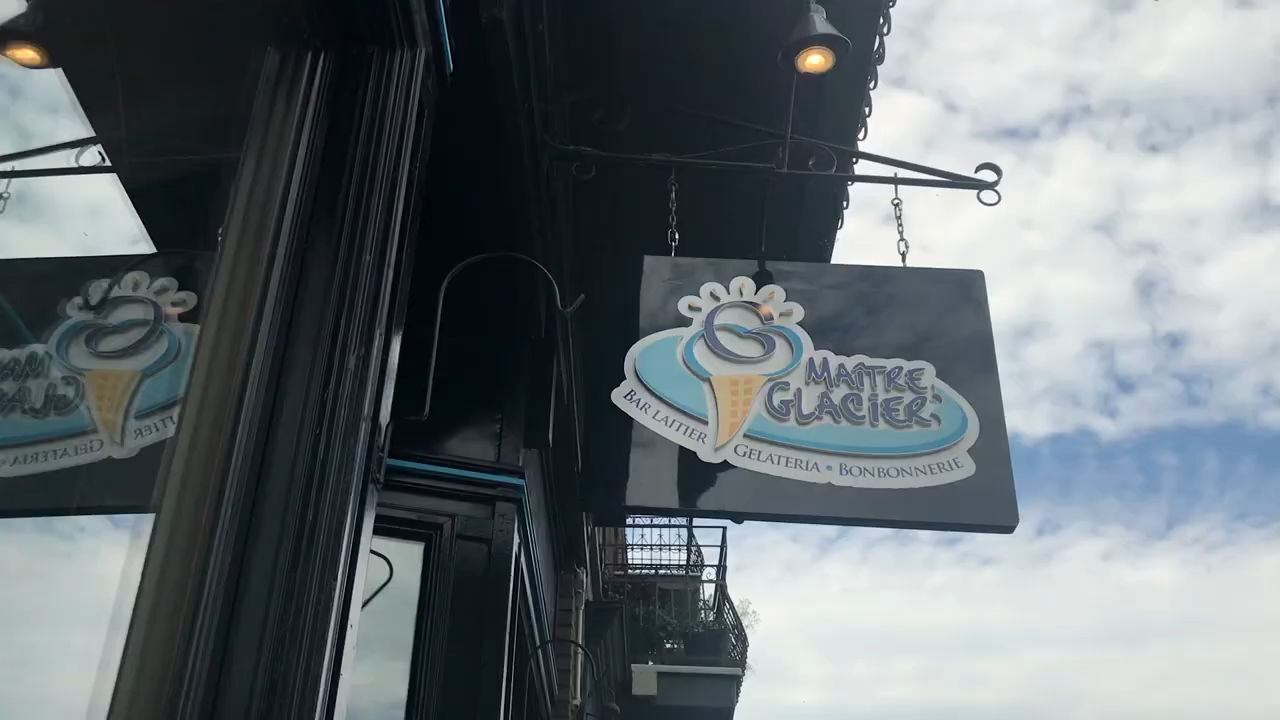 MAÎTRE
GLACIER
BAR LAITIER • GELATERIA • BONBONNERIE